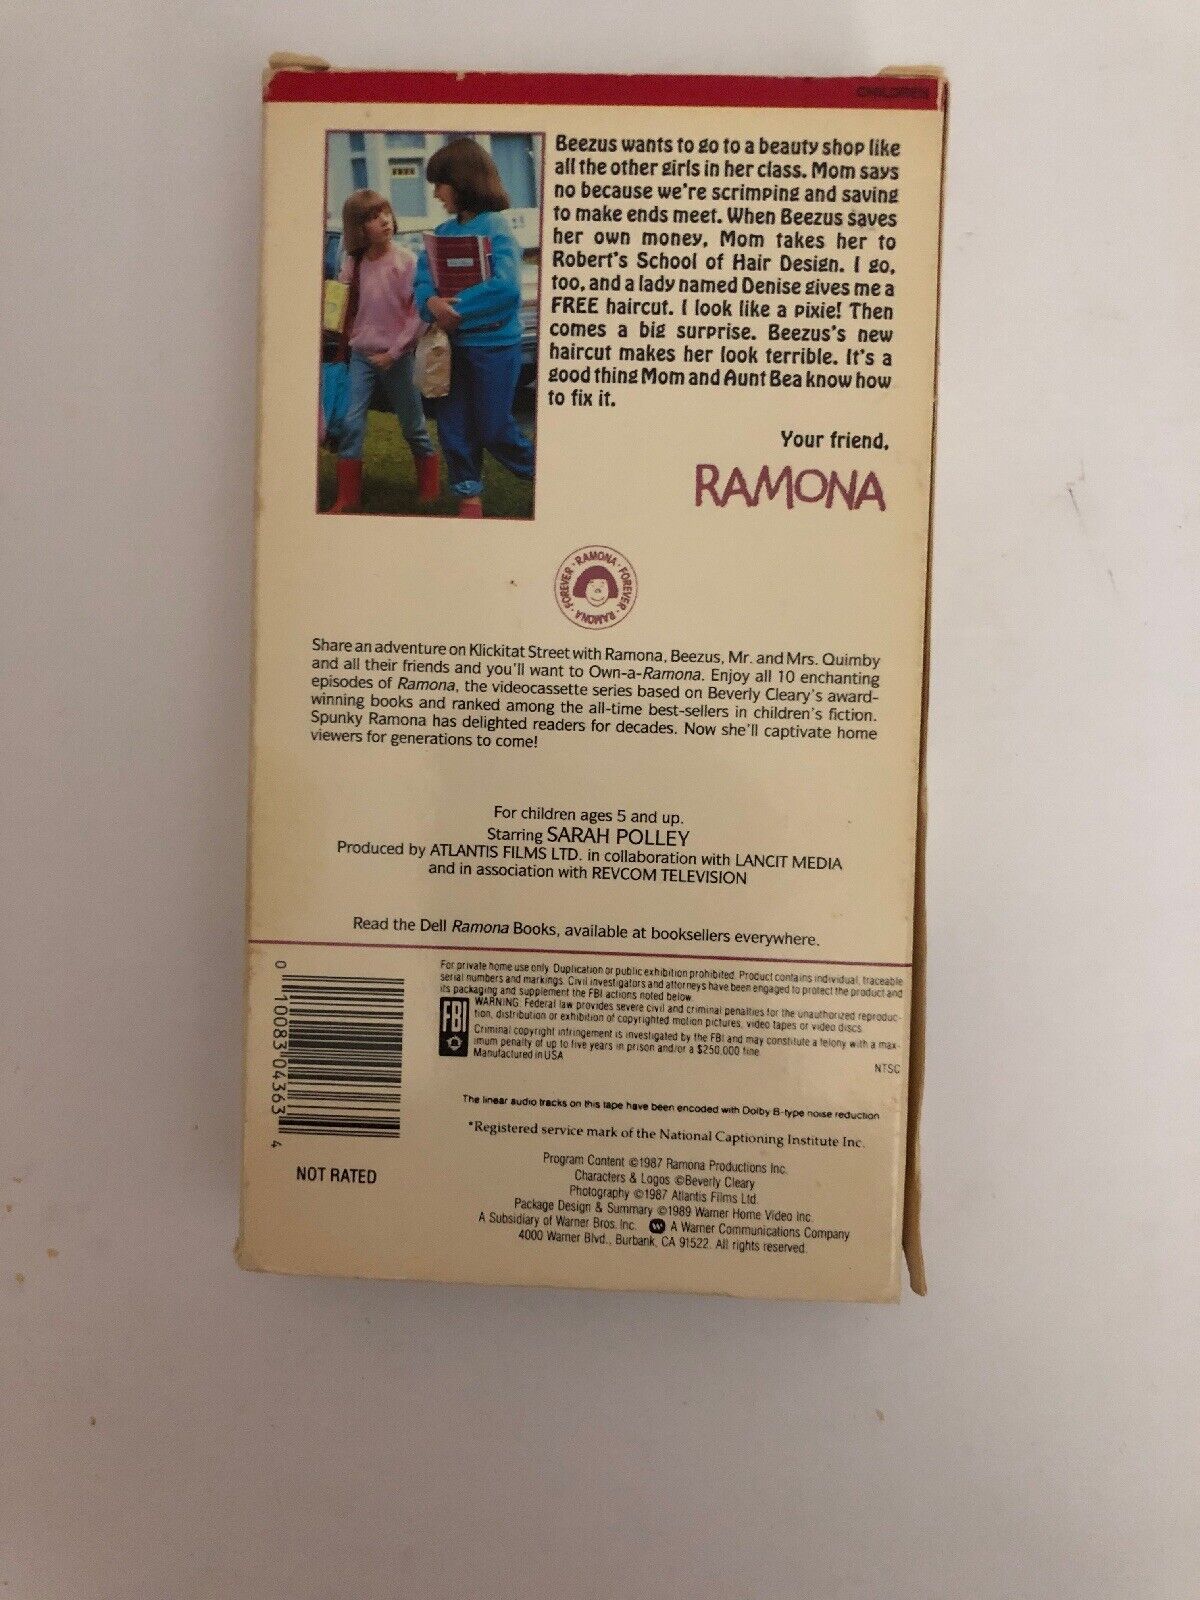 CHILDREN
FREE
Beezus wants to go to a beauty shop like
all the other girls in her class. Mom says
no because we're scrimping and saving
to make ends meet. When Beezus saves
her own money, Mom takes her to
Robert's School of Hair Design. I go,
too, and a lady named Denise gives me a
FREE haircut. I look like a pixie! Then
comes a big surprise. Beezus's new
haircut makes her look terrible. It's a
good thing Mom and Aunt Bea know how
to fix it.
Your friend,
RAMONA
RAMONA · FOREVER · RAMONA · FOREVER ·
Share an adventure on Klickitat Street with Ramona, Beezus, Mr. and Mrs. Quimby
and all their friends and you'll want to Own-a-Ramona. Enjoy all 10 enchanting
episodes of Ramona, the videocassette series based on Beverly Cleary's award-
winning books and ranked among the all-time best-sellers in children's fiction.
Spunky Ramona has delighted readers for decades. Now she'll captivate home
viewers for generations to come!
For children ages 5 and up.
Starring SARAH POLLEY
Produced by ATLANTIS FILMS LTD. in collaboration with LANCIT MEDIA
and in association with REVCOM TELEVISION
Read the Dell Ramona Books, available at booksellers everywhere.
For private home use only. Duplication or public exhibition prohibited. Product contains individual, traceable
serial numbers and markings. Civil investigators and attorneys have been engaged to protect the product and
its packaging and supplement the FBI actions noted below.
FBI
WARNING: Federal law provides severe civil and criminal penalties for the unauthorized reproduc-
tion, distribution or exhibition of copyrighted motion pictures, video tapes or video discs.
Criminal copyright infringement is investigated by the FBI and may constitute a felony with a max-
imum penalty of up to five years in prison and/or a $250,000 fine.
Manufactured in USA
NTSC
0 10083 04363 4
NOT RATED
The linear audio tracks on this tape have been encoded with Dolby B-type noise reduction
*Registered service mark of the National Captioning Institute Inc.
Program Content ©1987 Ramona Productions Inc.
Characters & Logos ©Beverly Cleary
Photography ©1987 Atlantis Films Ltd.
Package Design & Summary ©1989 Warner Home Video Inc.
A Subsidiary of Warner Bros. Inc. W A Warner Communications Company
4000 Warner Blvd., Burbank, CA 91522. All rights reserved.